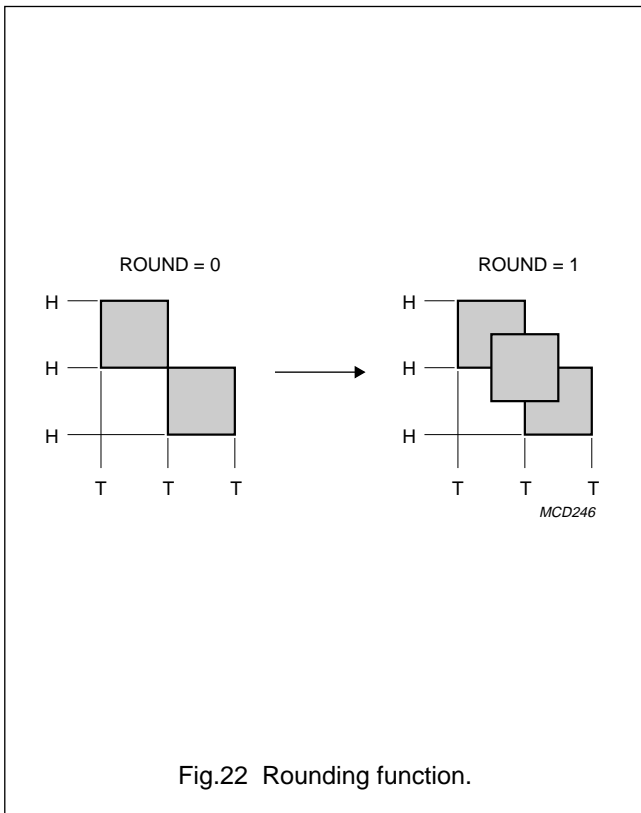 ROUND = 0
ROUND = 1
H
H
H
H
H
H
T T T
T T T
MCD246
Fig.22 Rounding function.